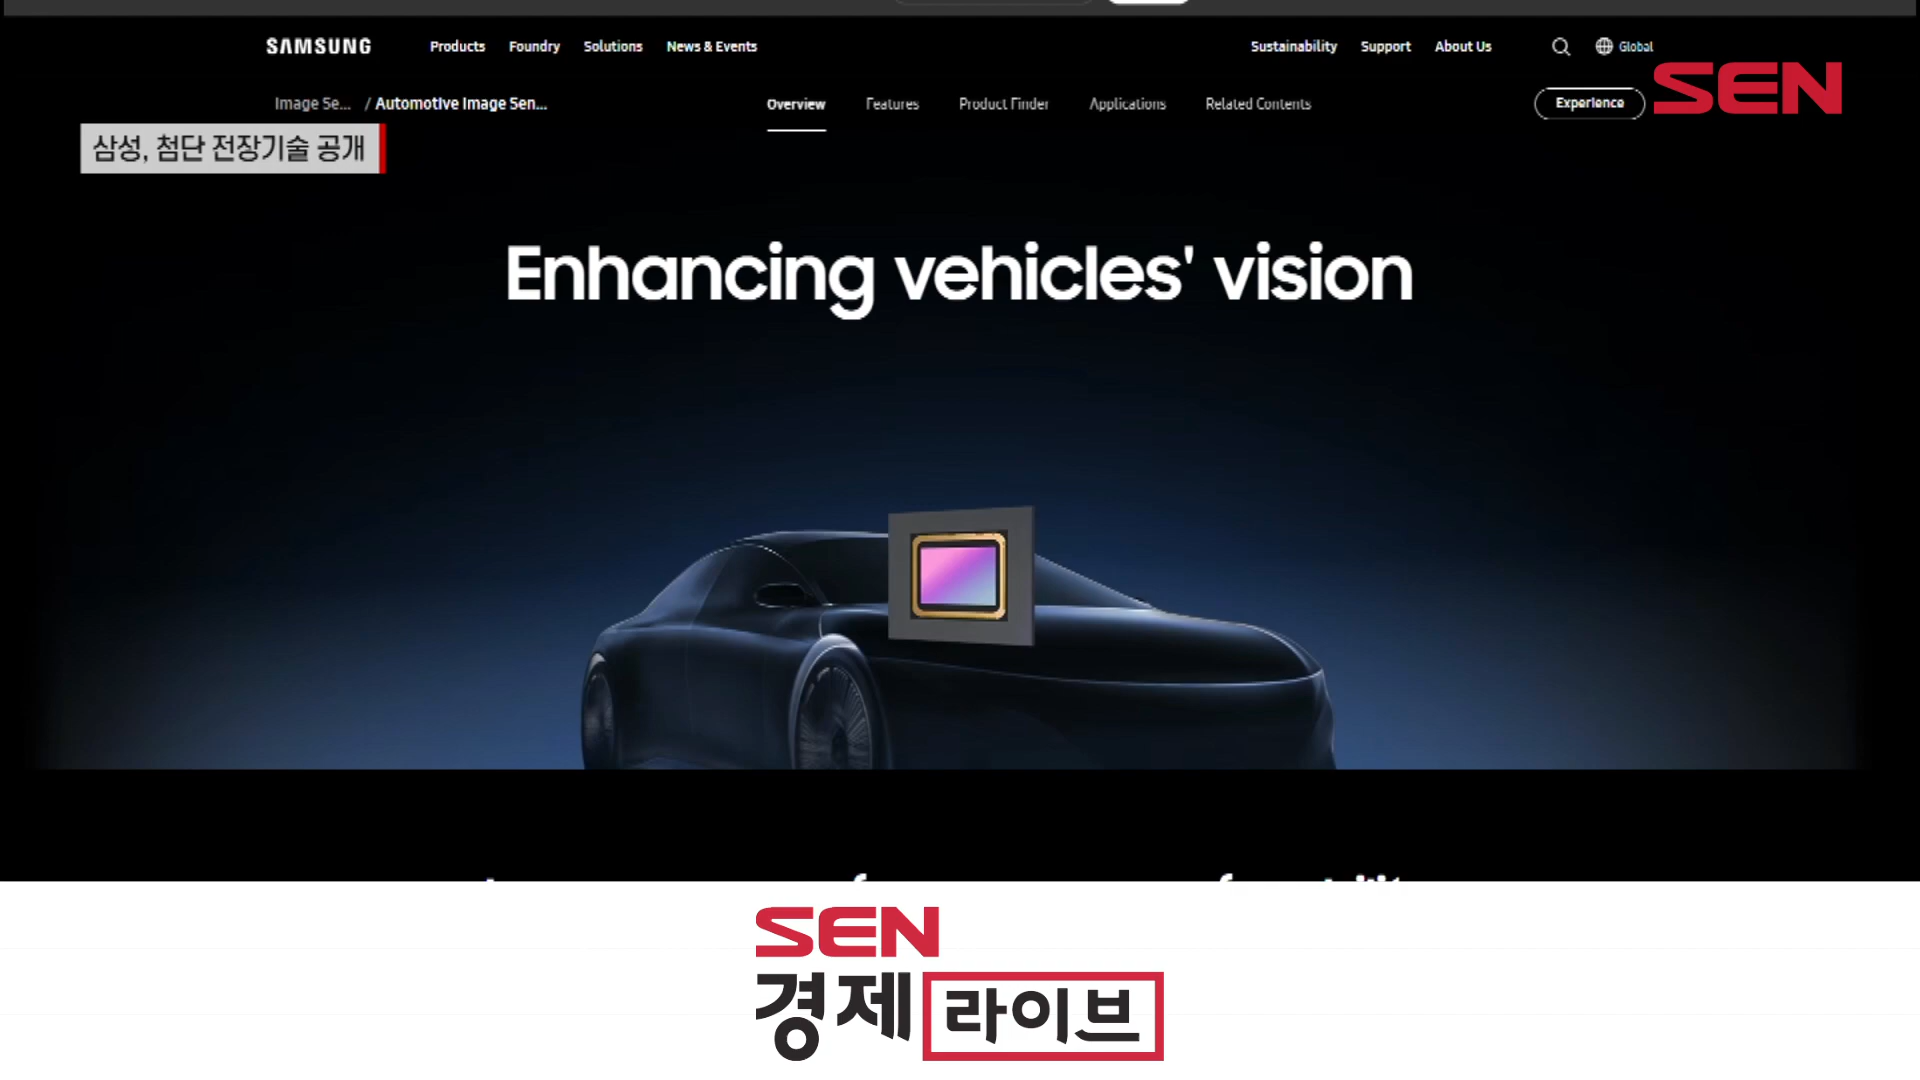 SAMSUNG Products Foundry Solutions News & Events Sustainability Support About Us Global
SEN
Image Se... / Automotive Image Sen... Overview Features Product Finder Applications Related Contents Experience
삼성, 첨단 전장기술 공개
Enhancing vehicles' vision
SEN
경제 라이브